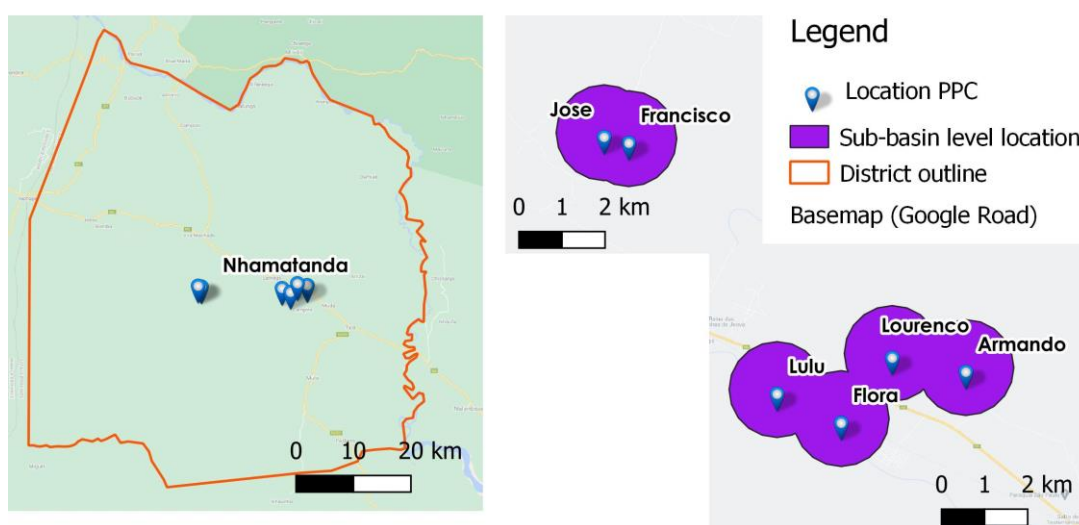 Nhamatanda
0 10 20 km
Jose
Francisco
0 1 2 km
Legend
Location PPC
Sub-basin level location
District outline
Basemap (Google Road)
Lourenco
Armando
Lulu
Flora
0 1 2 km